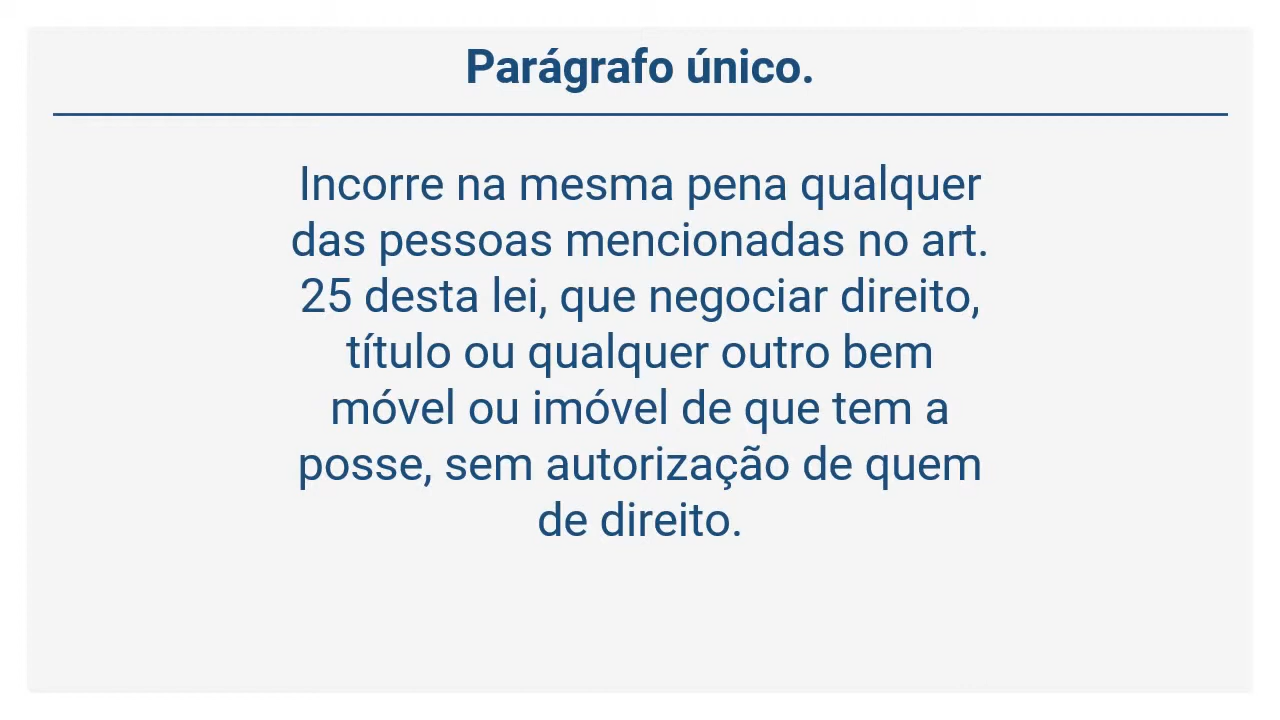 Parágrafo único.
Incorre na mesma pena qualquer
das pessoas mencionadas no art.
25 desta lei, que negociar direito,
título ou qualquer outro bem
móvel ou imóvel de que tem a
posse, sem autorização de quem
de direito.